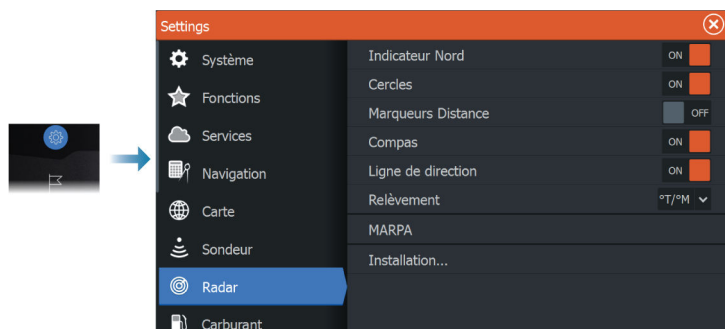 Settings
Système
Fonctions
Services
Navigation
Carte
Sondeur
Radar
Carburant
Indicateur Nord ON
Cercles ON
Marqueurs Distance OFF
Compas ON
Ligne de direction ON
Relèvement °T/°M
MARPA
Installation...